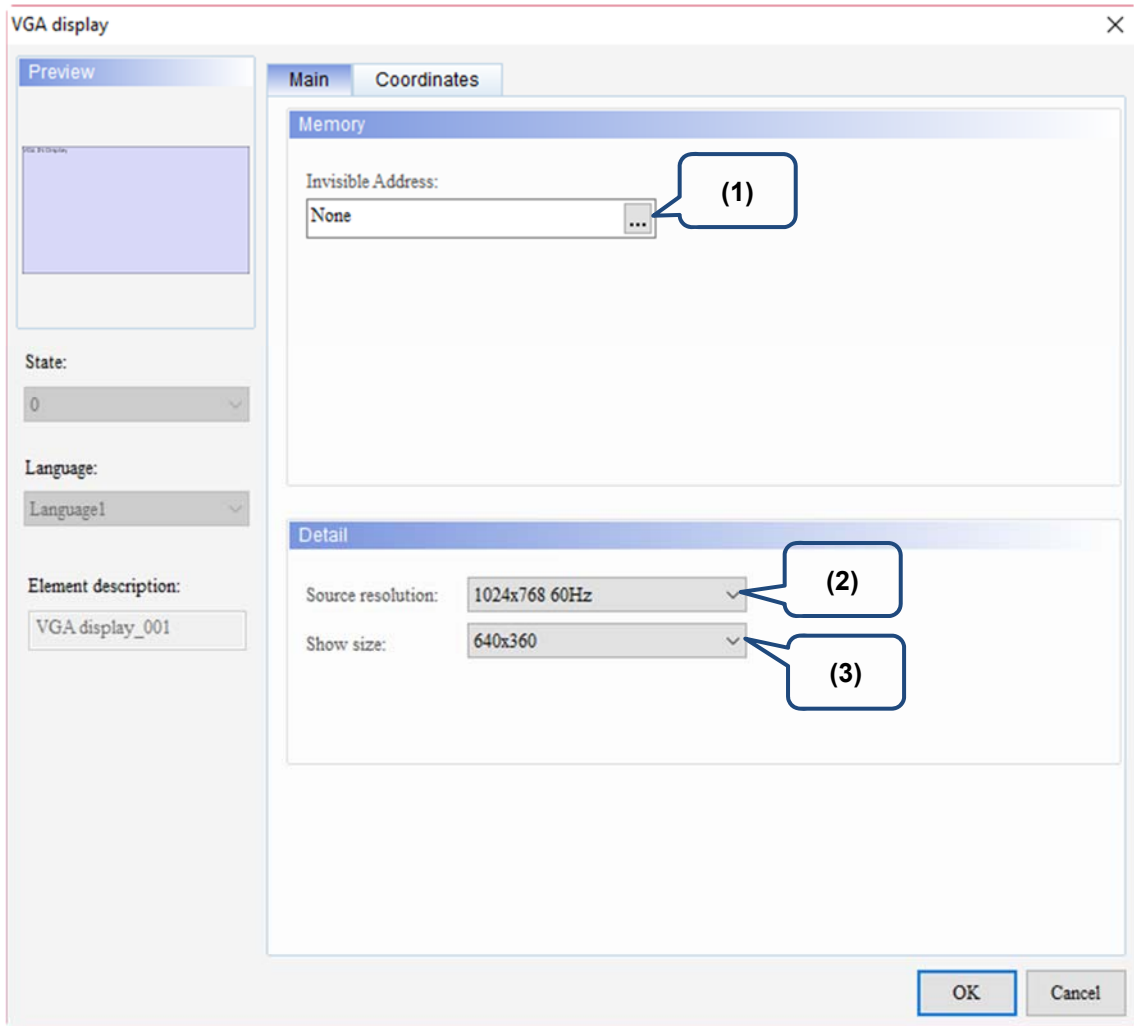 VGA display
Preview
Main
Coordinates
Memory
Invisible Address:
(1)
None
...
State:
0
Language:
Language1
Detail
Source resolution:
1024x768 60Hz
(2)
Element description:
VGA display_001
Show size:
640x360
(3)
OK
Cancel